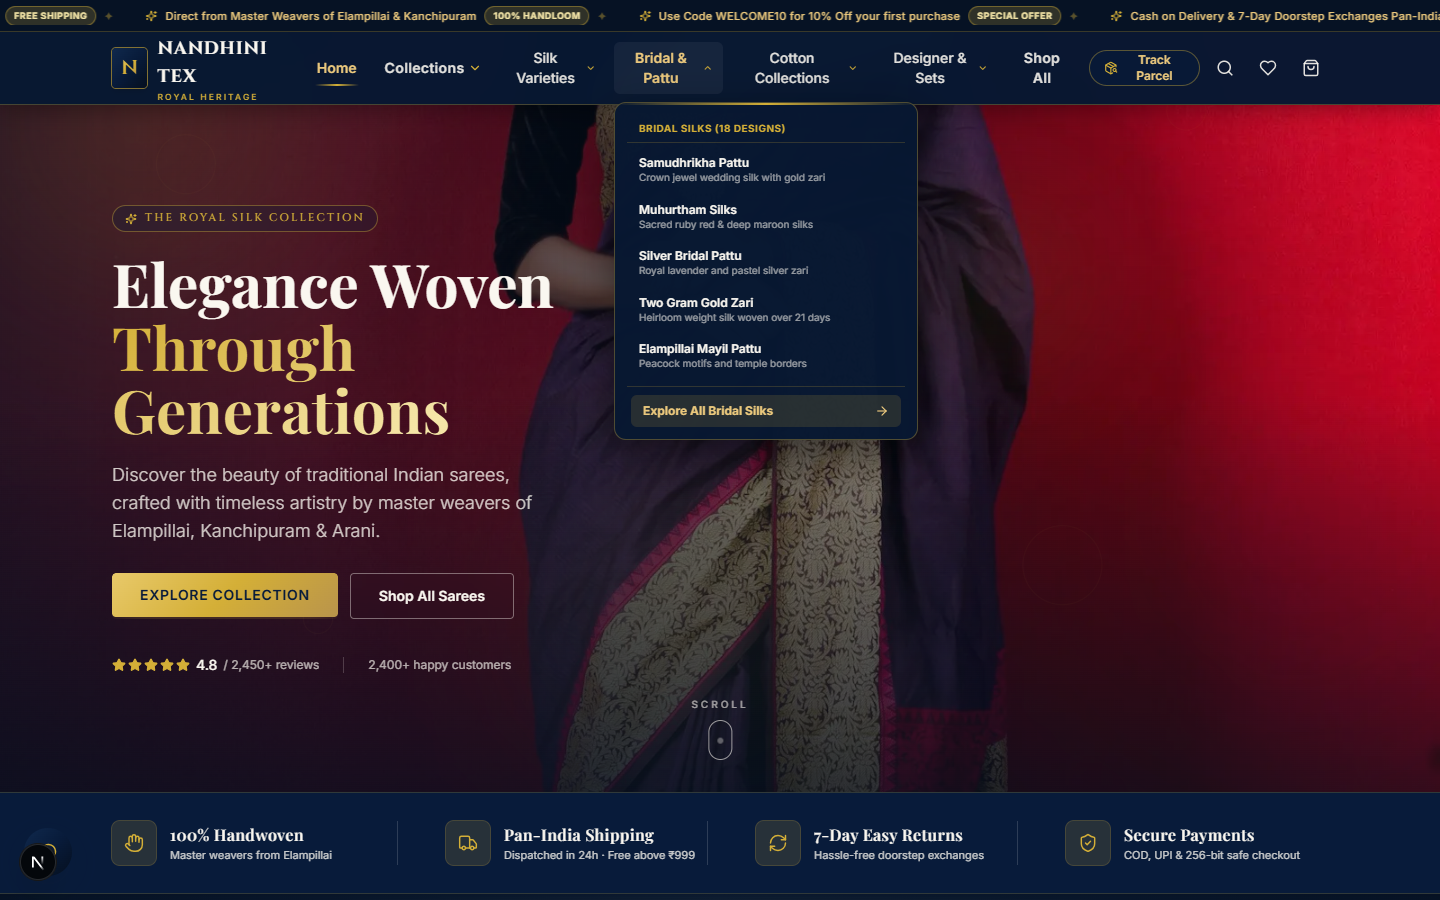 FREE SHIPPING
Direct from Master Weavers of Elampillai & Kanchipuram
100% HANDLOOM
Use Code WELCOME10 for 10% Off your first purchase
SPECIAL OFFER
Cash on Delivery & 7-Day Doorstep Exchanges Pan-India
N
NANDHINI
TEX
ROYAL HERITAGE
Home
Collections
Silk
Varieties
Bridal &
Pattu
Cotton
Collections
Designer &
Sets
Shop
All
Track
Parcel
BRIDAL SILKS (18 DESIGNS)
Samudhrikha Pattu
Crown jewel wedding silk with gold zari
Muhurtham Silks
Sacred ruby red & deep maroon silks
Silver Bridal Pattu
Royal lavender and pastel silver zari
Two Gram Gold Zari
Heirloom weight silk woven over 21 days
Elampillai Mayil Pattu
Peacock motifs and temple borders
Explore All Bridal Silks
THE ROYAL SILK COLLECTION
Elegance Woven
Through
Generations
Discover the beauty of traditional Indian sarees,
crafted with timeless artistry by master weavers of
Elampillai, Kanchipuram & Arani.
EXPLORE COLLECTION
Shop All Sarees
4.8 / 2,450+ reviews
2,400+ happy customers
SCROLL
100% Handwoven
Master weavers from Elampillai
Pan-India Shipping
Dispatched in 24h · Free above ₹999
7-Day Easy Returns
Hassle-free doorstep exchanges
Secure Payments
COD, UPI & 256-bit safe checkout
N